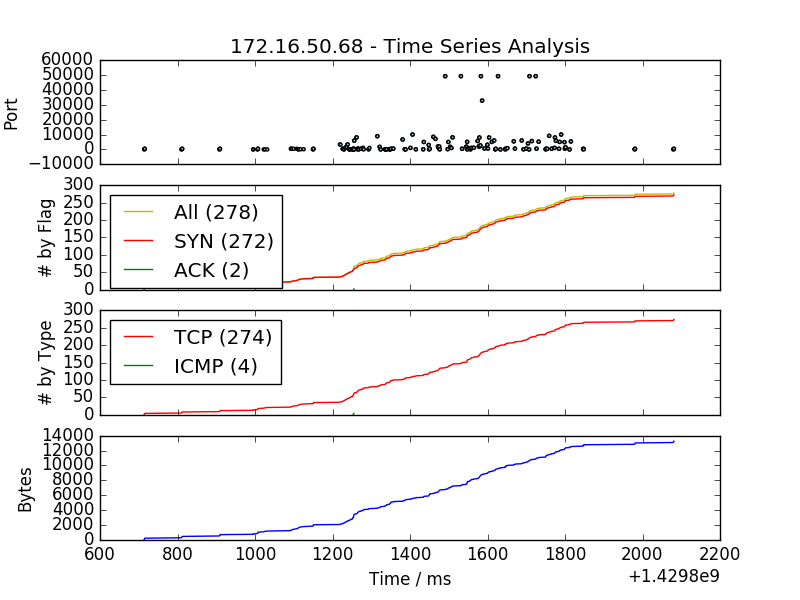 172.16.50.68 - Time Series Analysis
60000
50000
40000
30000
20000
10000
0
−10000
Port
300
250
200
150
100
50
0
# by Flag
All (278)
SYN (272)
ACK (2)
300
250
200
150
100
50
0
# by Type
TCP (274)
ICMP (4)
14000
12000
10000
8000
6000
4000
2000
0
Bytes
600 800 1000 1200 1400 1600 1800 2000 2200
Time / ms
+1.4298e9